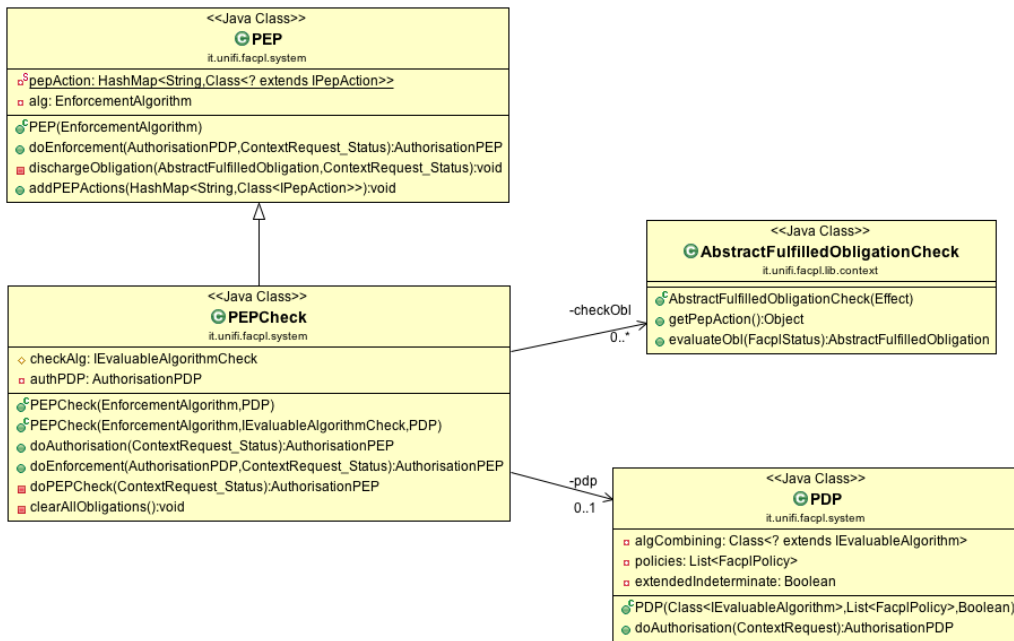 <<Java Class>>
PEP
it.unifi.facpl.system
pepAction: HashMap<String,Class<? extends IPepAction>>
alg: EnforcementAlgorithm
PEP(EnforcementAlgorithm)
doEnforcement(AuthorisationPDP,ContextRequest_Status):AuthorisationPEP
dischargeObligation(AbstractFulfilledObligation,ContextRequest_Status):void
addPEPActions(HashMap<String,Class<IPepAction>>):void
<<Java Class>>
AbstractFulfilledObligationCheck
it.unifi.facpl.lib.context
AbstractFulfilledObligationCheck(Effect)
getPepAction():Object
evaluateObl(FacplStatus):AbstractFulfilledObligation
-checkObl
0..*
<<Java Class>>
PEPCheck
it.unifi.facpl.system
checkAlg: IEvaluableAlgorithmCheck
authPDP: AuthorisationPDP
PEPCheck(EnforcementAlgorithm,PDP)
PEPCheck(EnforcementAlgorithm,IEvaluableAlgorithmCheck,PDP)
doAuthorisation(ContextRequest_Status):AuthorisationPEP
doEnforcement(AuthorisationPDP,ContextRequest_Status):AuthorisationPEP
doPEPCheck(ContextRequest_Status):AuthorisationPEP
clearAllObligations():void
-pdp
0..1
<<Java Class>>
PDP
it.unifi.facpl.system
algCombining: Class<? extends IEvaluableAlgorithm>
policies: List<FacplPolicy>
extendedIndeterminate: Boolean
PDP(Class<IEvaluableAlgorithm>,List<FacplPolicy>,Boolean)
doAuthorisation(ContextRequest):AuthorisationPDP